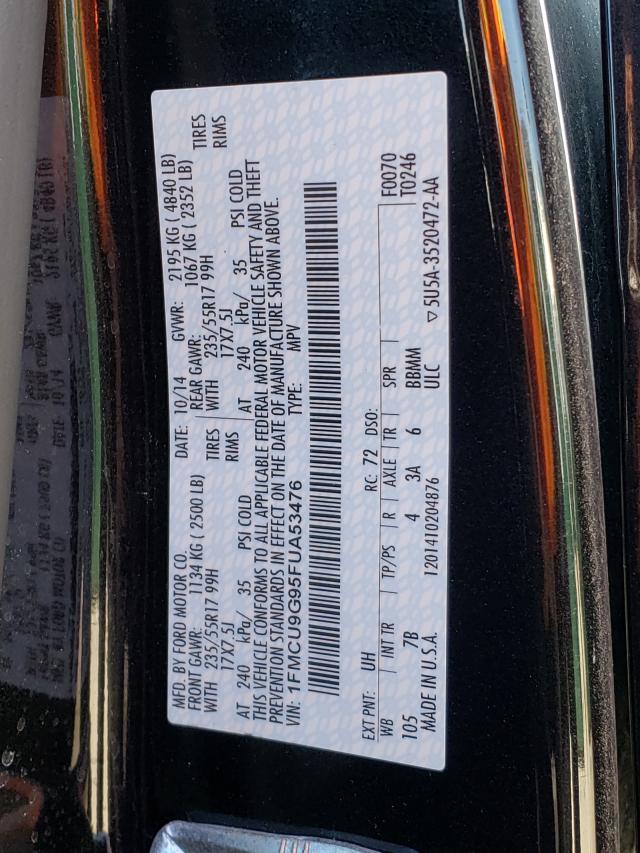 MFD. BY FORD MOTOR CO.
DATE: 10/14 GVWR: 2195 KG ( 4840 LB)
FRONT GAWR: 1134 KG ( 2500 LB) REAR GAWR: 1067 KG ( 2352 LB)
WITH 235/55R17 99H TIRES WITH 235/55R17 99H TIRES
17X7.5J RIMS 17X7.5J RIMS
AT 240 kPa/ 35 PSI COLD AT 240 kPa/ 35 PSI COLD
THIS VEHICLE CONFORMS TO ALL APPLICABLE FEDERAL MOTOR VEHICLE SAFETY AND THEFT
PREVENTION STANDARDS IN EFFECT ON THE DATE OF MANUFACTURE SHOWN ABOVE.
VIN: 1FMCU9G95FUA53476 TYPE: MPV
EXT PNT: UH RC: 72 DSO: F0070
WB INT TR TP/PS R AXLE TR SPR T0246
105 7B 4 3A 6 BBMM
MADE IN U.S.A. 1201410204876 ULC ▽5U5A-3520472-AA